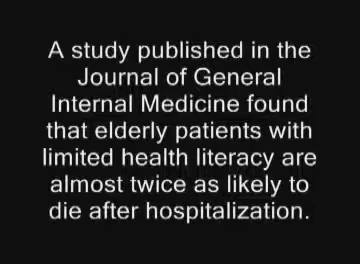 A study published in the
Journal of General
Internal Medicine found
that elderly patients with
limited health literacy are
almost twice as likely to
die after hospitalization.